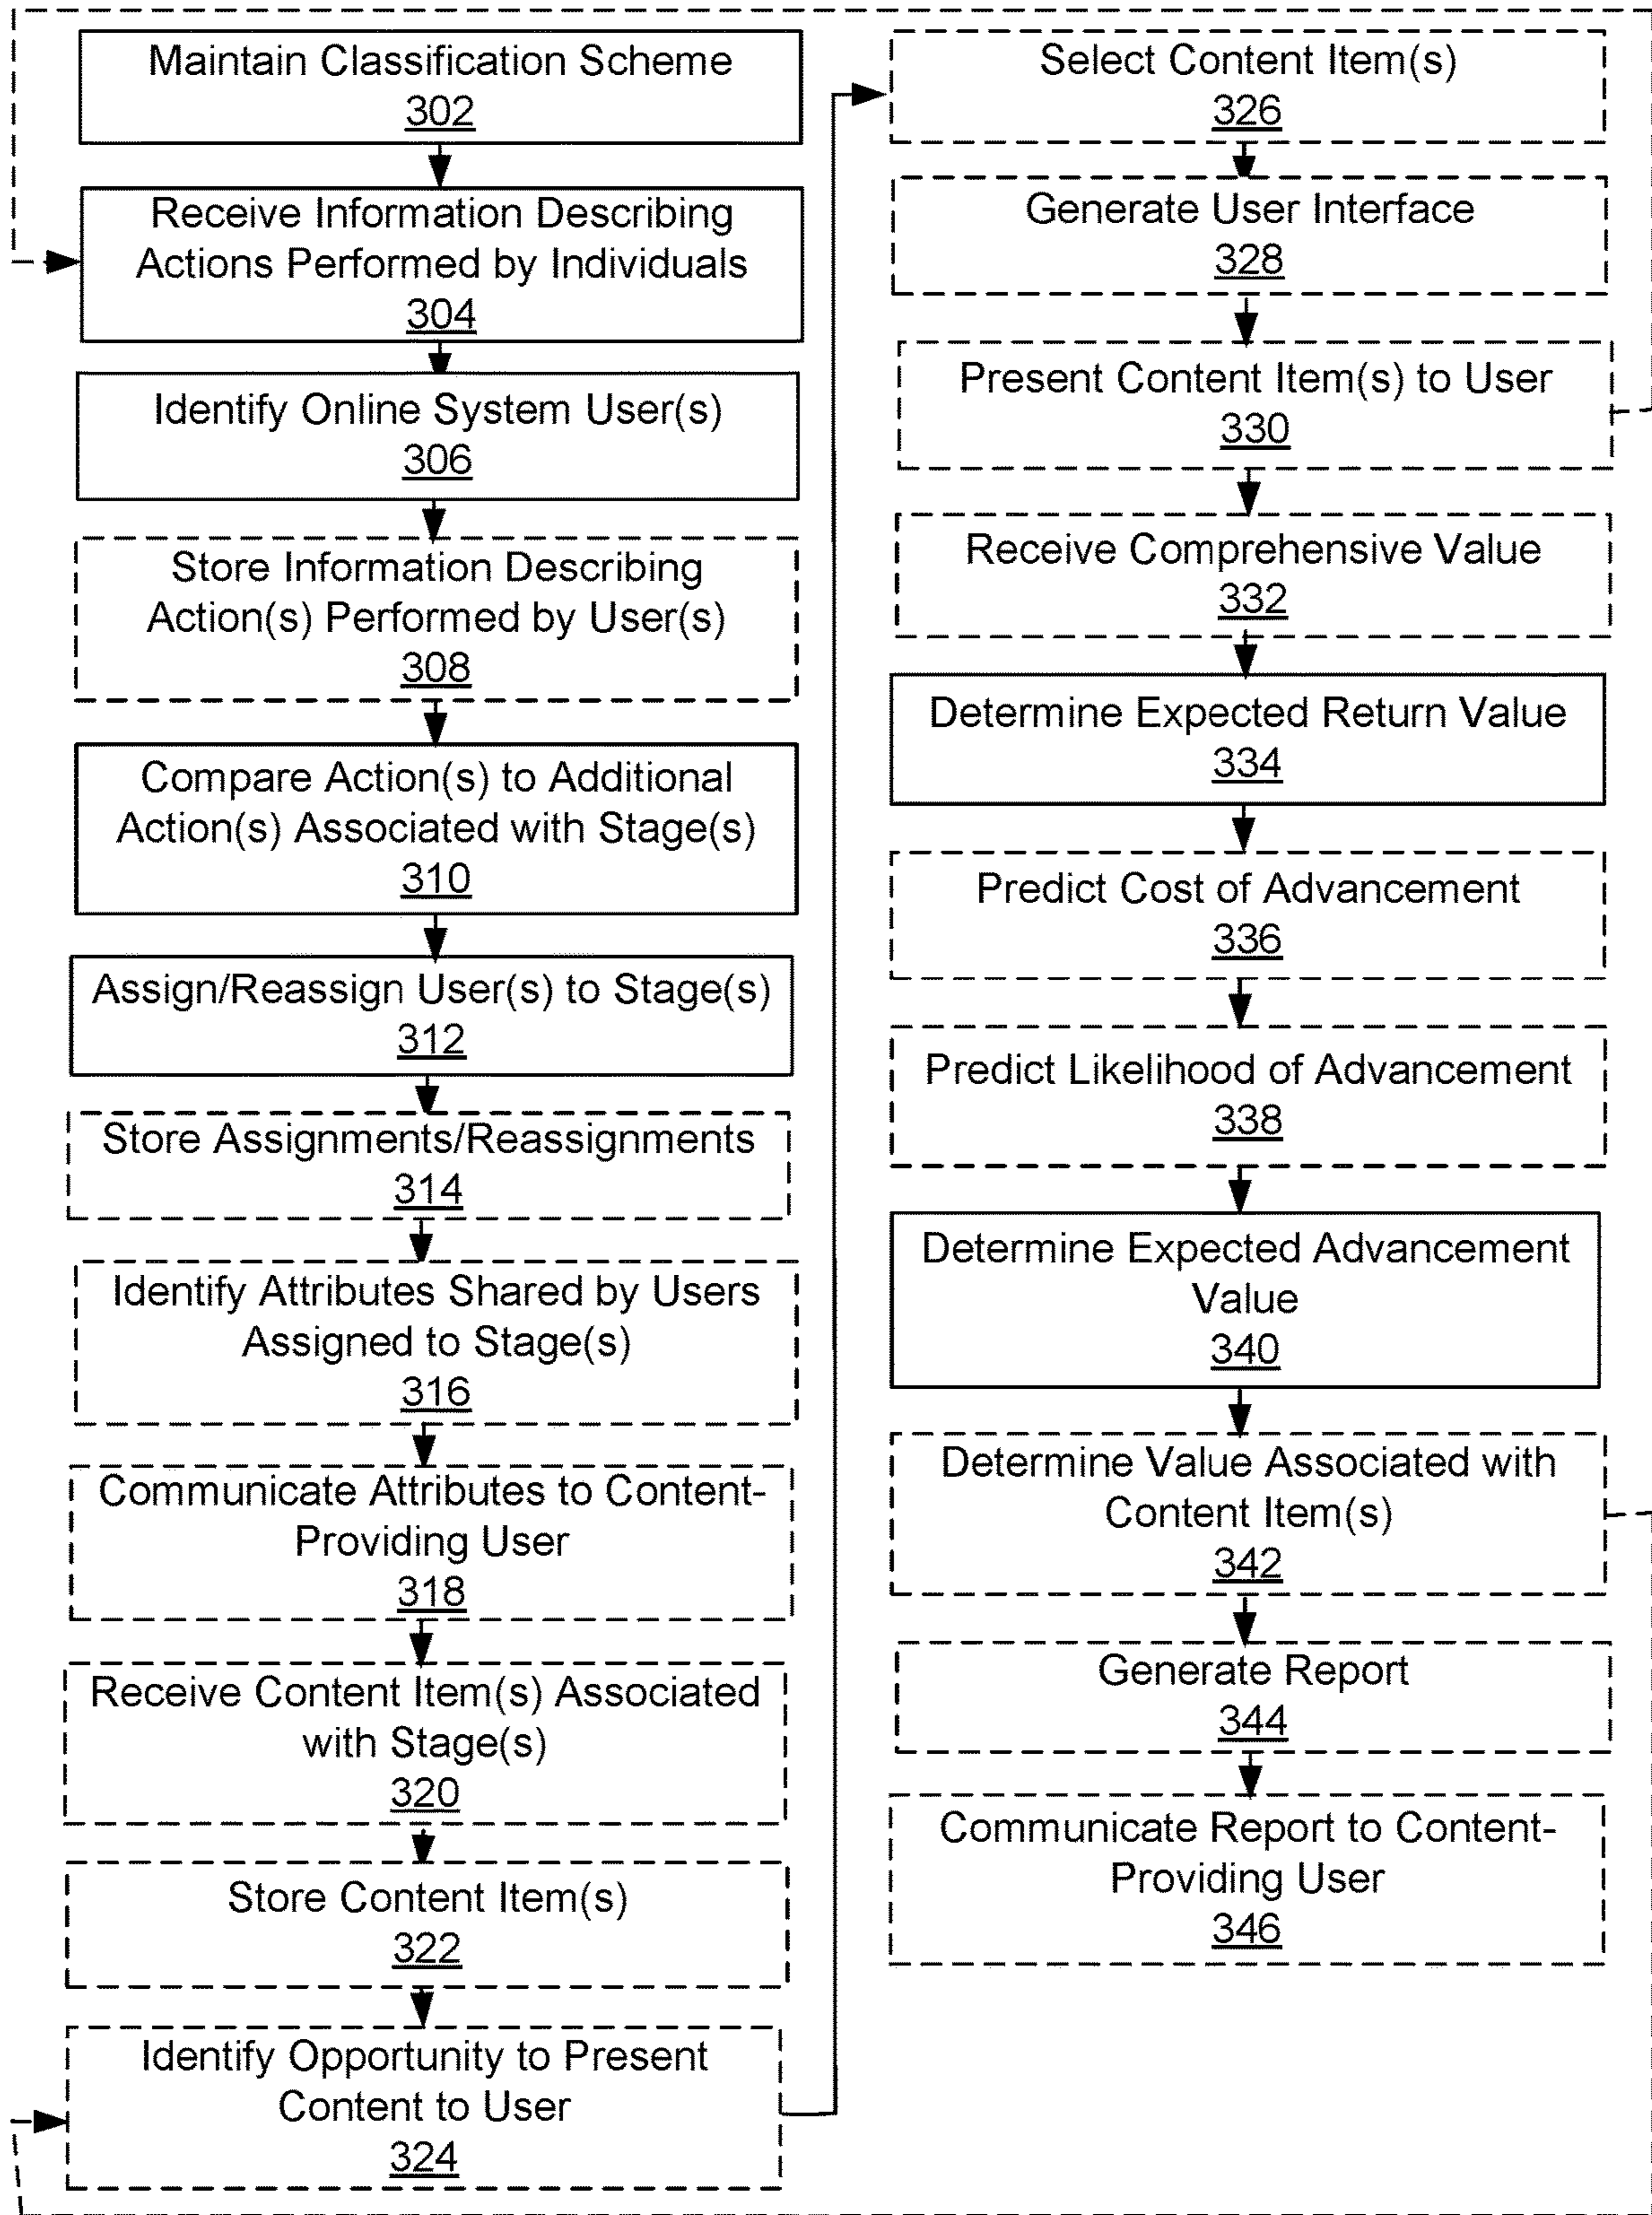 Maintain Classification Scheme
302
Receive Information Describing
Actions Performed by Individuals
304
Identify Online System User(s)
306
Store Information Describing
Action(s) Performed by User(s)
308
Compare Action(s) to Additional
Action(s) Associated with Stage(s)
310
Assign/Reassign User(s) to Stage(s)
312
Store Assignments/Reassignments
314
Identify Attributes Shared by Users
Assigned to Stage(s)
316
Communicate Attributes to Content-
Providing User
318
Receive Content Item(s) Associated
with Stage(s)
320
Store Content Item(s)
322
Identify Opportunity to Present
Content to User
324
Select Content Item(s)
326
Generate User Interface
328
Present Content Item(s) to User
330
Receive Comprehensive Value
332
Determine Expected Return Value
334
Predict Cost of Advancement
336
Predict Likelihood of Advancement
338
Determine Expected Advancement
Value
340
Determine Value Associated with
Content Item(s)
342
Generate Report
344
Communicate Report to Content-
Providing User
346